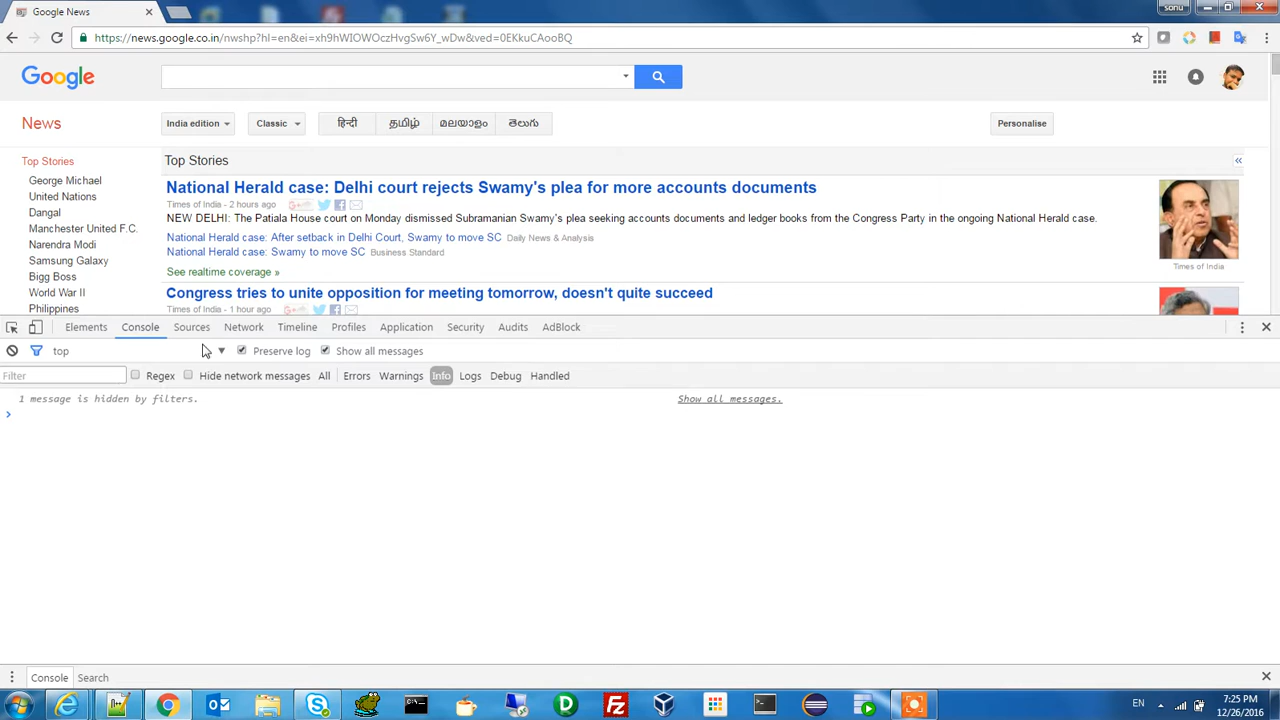 Google News
sonu
https://news.google.co.in/nwshp?hl=en&ei=xh9hWIOWOczHvgSw6Y_wDw&ved=0EKkuCAooBQ
Google
News
India edition
Classic
हिन्दी
தமிழ்
മലയാളം
తెలుగు
Personalise
Top Stories
George Michael
United Nations
Dangal
Manchester United F.C.
Narendra Modi
Samsung Galaxy
Bigg Boss
World War II
Philippines
Top Stories
National Herald case: Delhi court rejects Swamy's plea for more accounts documents
Times of India - 2 hours ago
NEW DELHI: The Patiala House court on Monday dismissed Subramanian Swamy's plea seeking accounts documents and ledger books from the Congress Party in the ongoing National Herald case.
National Herald case: After setback in Delhi Court, Swamy to move SC Daily News & Analysis
National Herald case: Swamy to move SC Business Standard
See realtime coverage »
Times of India
Congress tries to unite opposition for meeting tomorrow, doesn't quite succeed
Times of India - 1 hour ago
Elements Console Sources Network Timeline Profiles Application Security Audits AdBlock
top Preserve log Show all messages
Filter Regex Hide network messages All Errors Warnings Info Logs Debug Handled
1 message is hidden by filters. Show all messages.
Console Search
EN
7:25 PM
12/26/2016